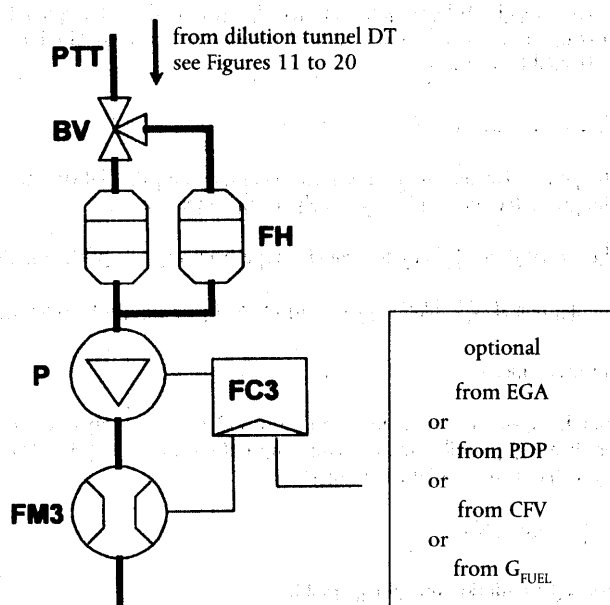 from dilution tunnel DT
see Figures 11 to 20
PTT
BV
FH
P
FC3
FM3
optional
from EGA
or
from PDP
or
from CFV
or
from G_FUEL